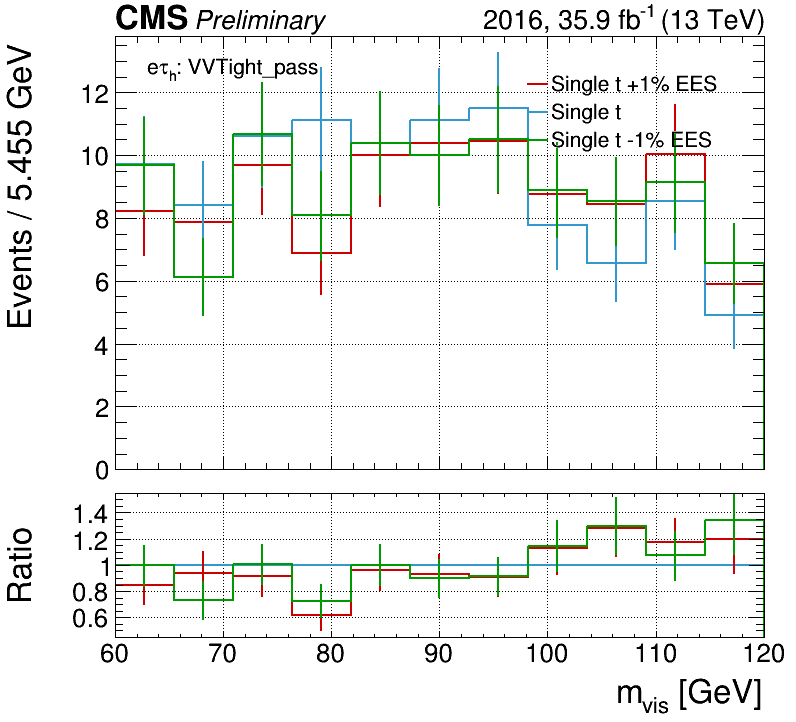 CMS Preliminary 2016, 35.9 fb⁻¹ (13 TeV)
eτₕ: VVTight_pass
Single t +1% EES
Single t
Single t -1% EES
Events / 5.455 GeV
12
10
8
6
4
2
0
Ratio
1.4
1.2
1
0.8
0.6
60 70 80 90 100 110 120
m_vis [GeV]